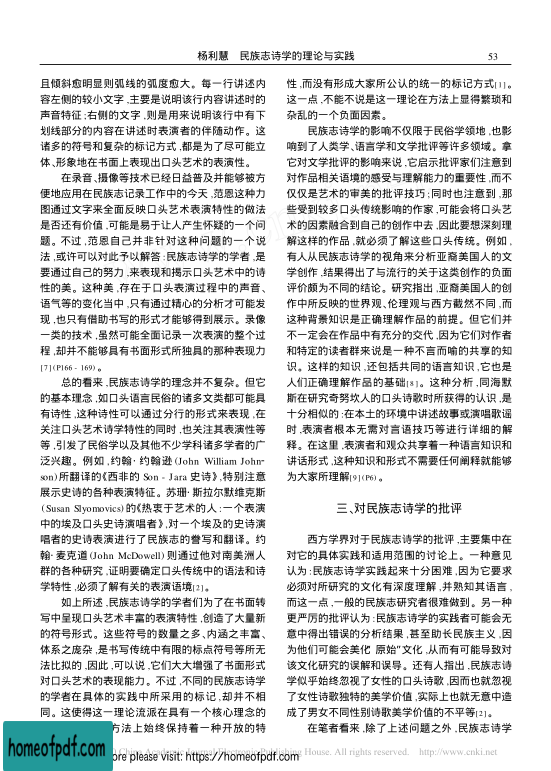 杨利慧　民族志诗学的理论与实践
53
且倾斜愈明显则弧线的弧度愈大。每一行讲述内
容左侧的较小文字,主要是说明该行内容讲述时的
声音特征;右侧的文字,则是用来说明该行中有下
划线部分的内容在讲述时表演者的伴随动作。这
诸多的符号和复杂的标记方式,都是为了尽可能立
体、形象地在书面上表现出口头艺术的表演性。
在录音、摄像等技术已经日益普及并能够被方
便地应用在民族志记录工作中的今天,范恩这种力
图通过文字来全面反映口头艺术表演特性的做法
是否还有价值,可能是易于让人产生怀疑的一个问
题。不过,范恩自己并非针对这种问题的一个说
法,或许可以对此予以解答:民族志诗学的学者,是
要通过自己的努力,来表现和揭示口头艺术中的诗
性的美。这种美,存在于口头表演过程中的声音、
语气等的变化当中,只有通过精心的分析才可能发
现,也只有借助书写的形式才能够得到展示。录像
一类的技术,虽然可能全面记录一次表演的整个过
程,却并不能够具有书面形式所独具的那种表现力
[7](P166-169)。
总的看来,民族志诗学的理念并不复杂。但它
的基本理念,如口头语言民俗的诸多文类都可能具
有诗性,这种诗性可以通过分行的形式来表现,在
关注口头艺术诗学特性的同时,也关注其表演性等
等,引发了民俗学以及其他不少学科诸多学者的广
泛兴趣。例如,约翰·约翰逊(John William John-
son)所翻译的《西非的 Son-Jara 史诗》,特别注意
展示史诗的各种表演特征。苏珊·斯拉尔默维克斯
(Susan Slyomovics)的《热衷于艺术的人:一个表演
中的埃及口头史诗演唱者》,对一个埃及的史诗演
唱者的史诗表演进行了民族志的誊写和翻译。约
翰·麦克道(John McDowell)则通过他对南美洲人
群的各种研究,证明要确定口头传统中的语法和诗
学特性,必须了解有关的表演语境[2]。
如上所述,民族志诗学的学者们为了在书面转
写中呈现口头艺术丰富的表演特性,创造了大量新
的符号形式。这些符号的数量之多、内涵之丰富、
体系之庞杂,是书写传统中有限的标点符号等所无
法比拟的,因此,可以说,它们大大增强了书面形式
对口头艺术的表现能力。不过,不同的民族志诗学
的学者在具体的实践中所采用的标记,却并不相
同。这使得这一理论流派在具有一个核心理念的
方法上始终保持着一种开放的特
性,而没有形成大家所公认的统一的标记方式[1]。
这一点,不能不说是这一理论在方法上显得繁琐和
杂乱的一个负面因素。
民族志诗学的影响不仅限于民俗学领地,也影
响到了人类学、语言学和文学批评等许多领域。拿
它对文学批评的影响来说,它启示批评家们注意到
对作品相关语境的感受与理解能力的重要性,而不
仅仅是艺术的审美的批评技巧;同时也注意到,那
些受到较多口头传统影响的作家,可能会将口头艺
术的因素融合到自己的创作中去,因此要想深刻理
解这样的作品,就必须了解这些口头传统。例如,
有人从民族志诗学的视角来分析亚裔美国人的文
学创作,结果得出了与流行的关于这类创作的负面
评价颇为不同的结论。研究指出,亚裔美国人的创
作中所反映的世界观、伦理观与西方截然不同,而
这种背景知识是正确理解作品的前提。但它们并
不一定会在作品中有充分的交代,因为它们对作者
和特定的读者群来说是一种不言而喻的共享的知
识。这样的知识,还包括共同的语言知识,它也是
人们正确理解作品的基础[8]。这种分析,同海默
斯在研究奇努坎人的口头诗歌时所获得的认识,是
十分相似的:在本土的环境中讲述故事或演唱歌谣
时,表演者根本无需对言语技巧等进行详细的解
释。在这里,表演者和观众共享着一种语言知识和
讲话形式,这种知识和形式不需要任何阐释就能够
为大家所理解[9](P6)。
三、对民族志诗学的批评
西方学界对于民族志诗学的批评,主要集中在
对它的具体实践和适用范围的讨论上。一种意见
认为:民族志诗学实践起来十分困难,因为它要求
必须对所研究的文化有深度理解,并熟知其语言,
而这一点,一般的民族志研究者很难做到。另一种
更严厉的批评认为:民族志诗学的实践者可能会无
意中得出错误的分析结果,甚至助长民族主义,因
为他们可能会美化“原始”文化,从而有可能导致对
该文化研究的误解和误导。还有人指出,民族志诗
学似乎始终忽视了女性的口头诗歌,因而也就忽视
了女性诗歌独特的美学价值,实际上也就无意中造
成了男女不同性别诗歌美学价值的不平等[2]。
在笔者看来,除了上述问题之外,民族志诗学
China Academic Journal Electronic Publishing House. All rights reserved. http://www.cnki.net
homeofpdf.com
ore please visit: https://homeofpdf.com